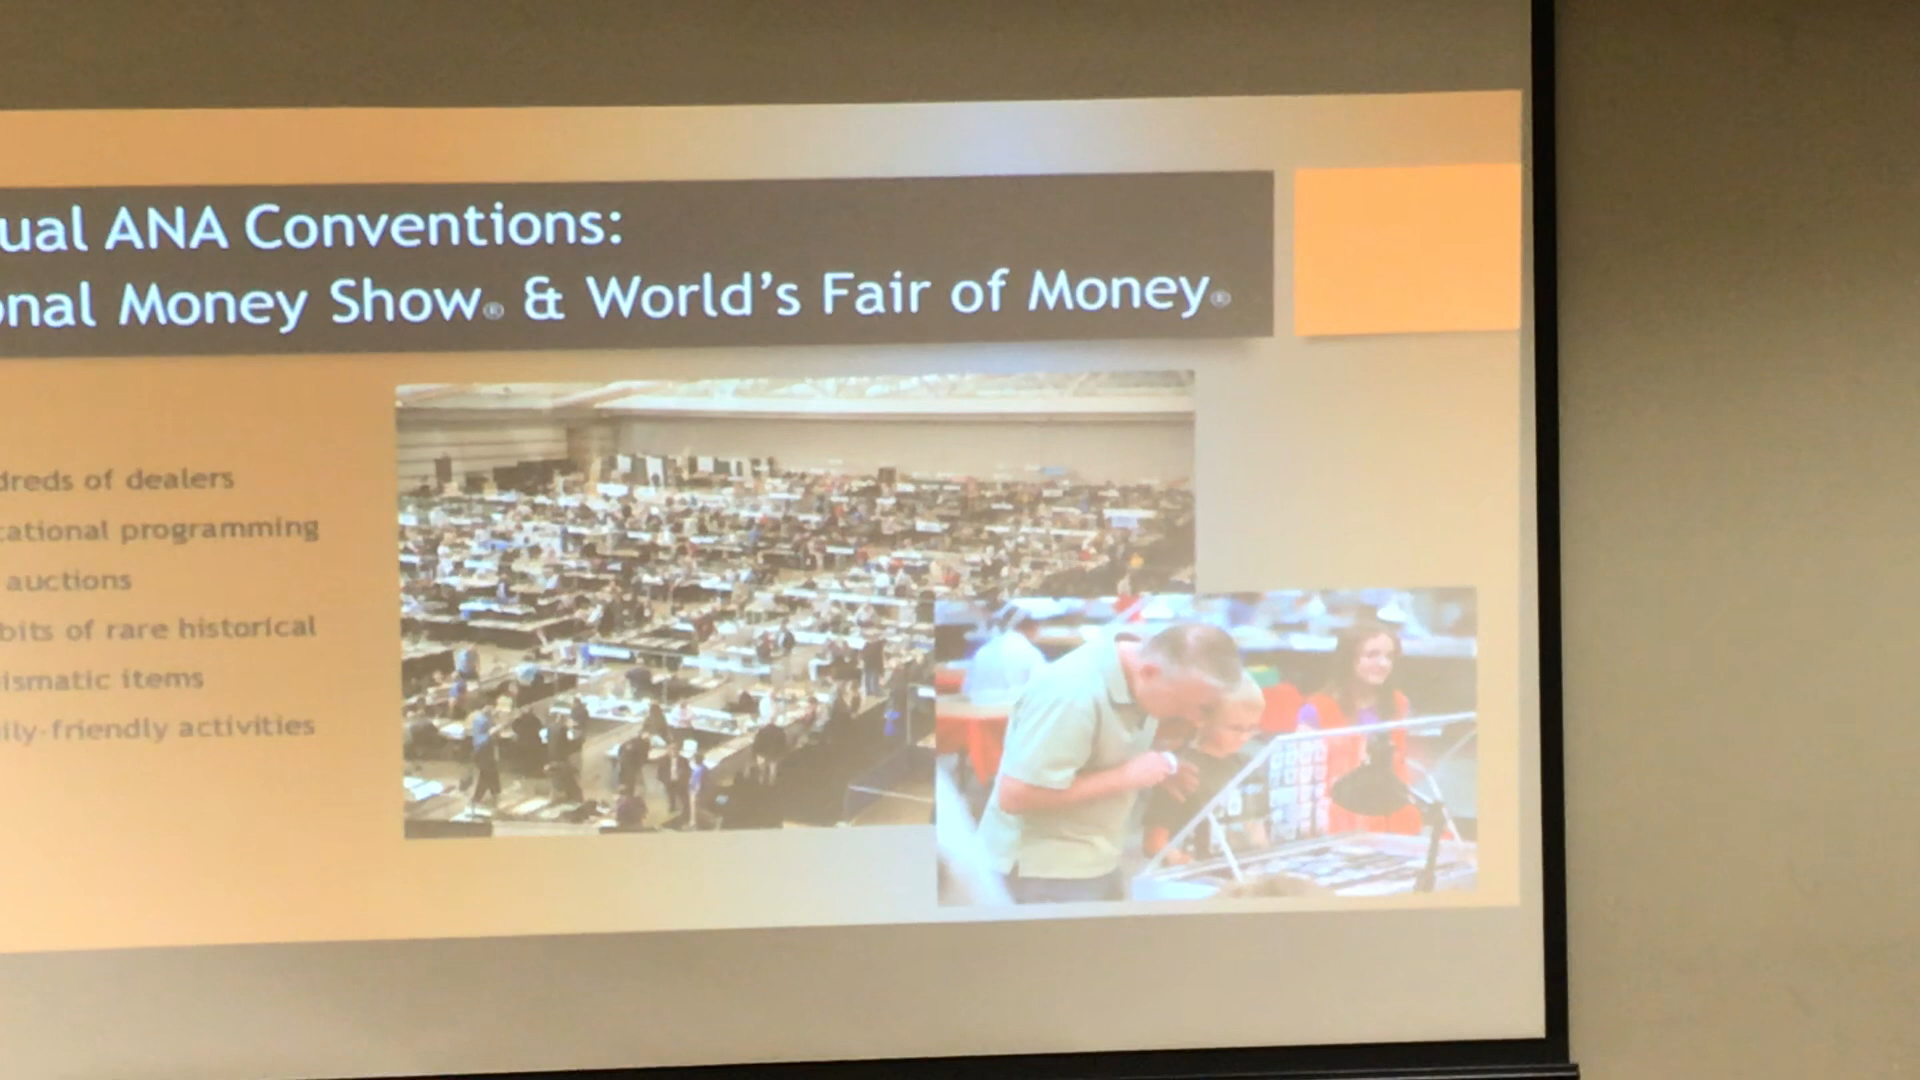 ual ANA Conventions:
onal Money Show® & World's Fair of Money®
dreds of dealers
cational programming
auctions
bits of rare historical
ismatic items
ily-friendly activities